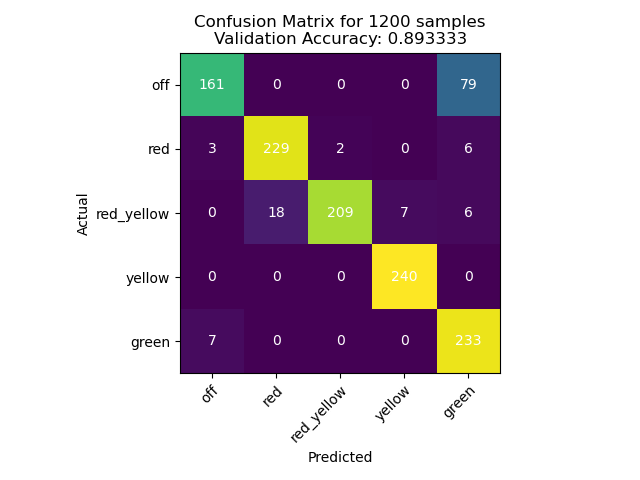 Confusion Matrix for 1200 samples
Validation Accuracy: 0.893333
off 161 0 0 0 79
red 3 229 2 0 6
red_yellow 0 18 209 7 6
yellow 0 0 0 240 0
green 7 0 0 0 233
Actual
off red red_yellow yellow green
Predicted